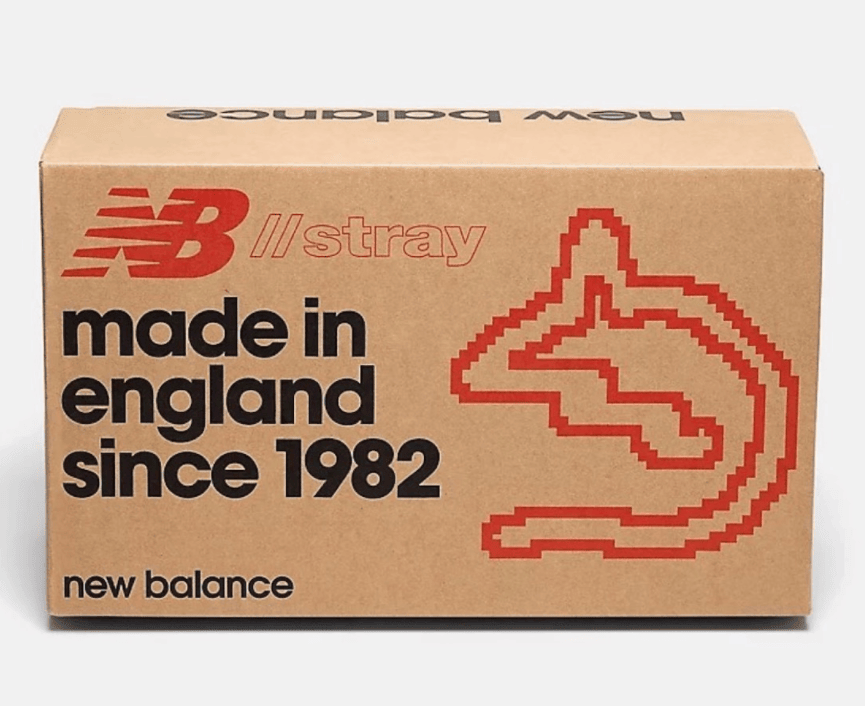 new balance
NB //stray
made in
england
since 1982
new balance